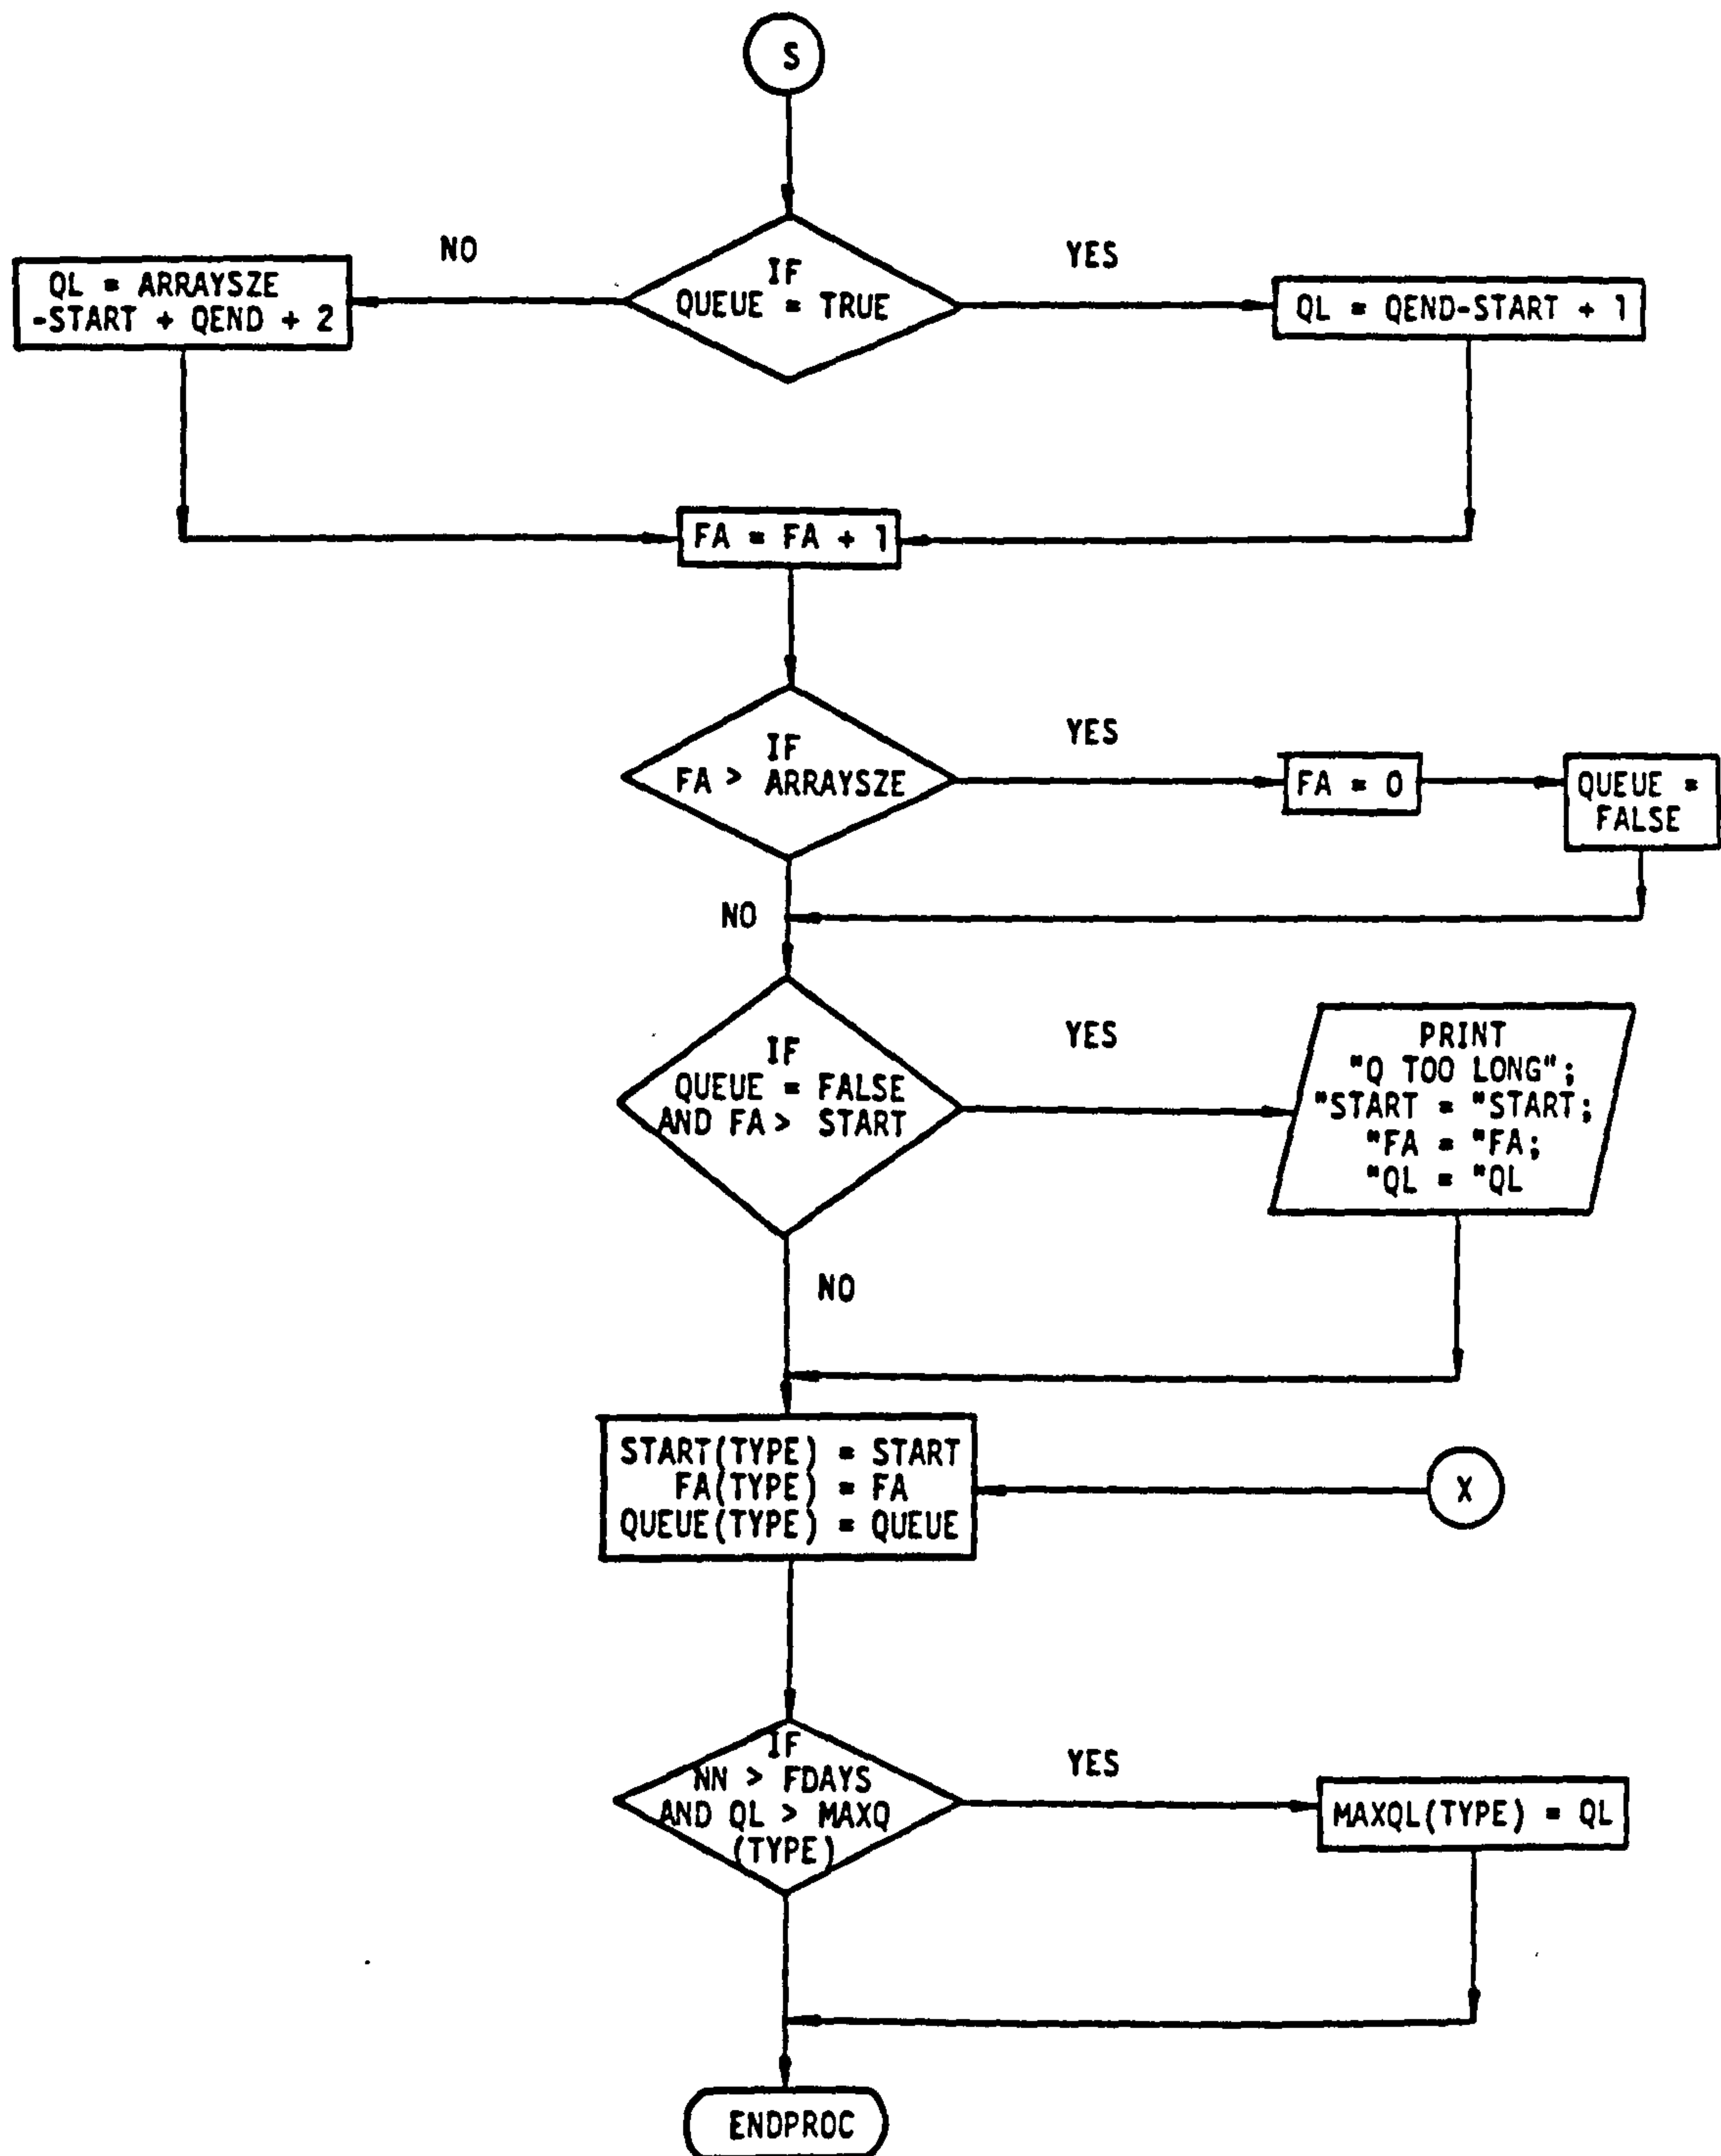 S
NO
YES
IF
QUEUE = TRUE
QL = ARRAYSZE
-START + QEND + 2
QL = QEND-START + 1
FA = FA + 1
YES
IF
FA > ARRAYSZE
FA = 0
QUEUE =
FALSE
NO
YES
IF
QUEUE = FALSE
AND FA > START
PRINT
"Q TOO LONG";
"START = "START;
"FA = "FA;
"QL = "QL
NO
START(TYPE) = START
FA(TYPE) = FA
QUEUE(TYPE) = QUEUE
X
YES
IF
NN > FDAYS
AND QL > MAXQ
(TYPE)
MAXQL(TYPE) = QL
ENDPROC